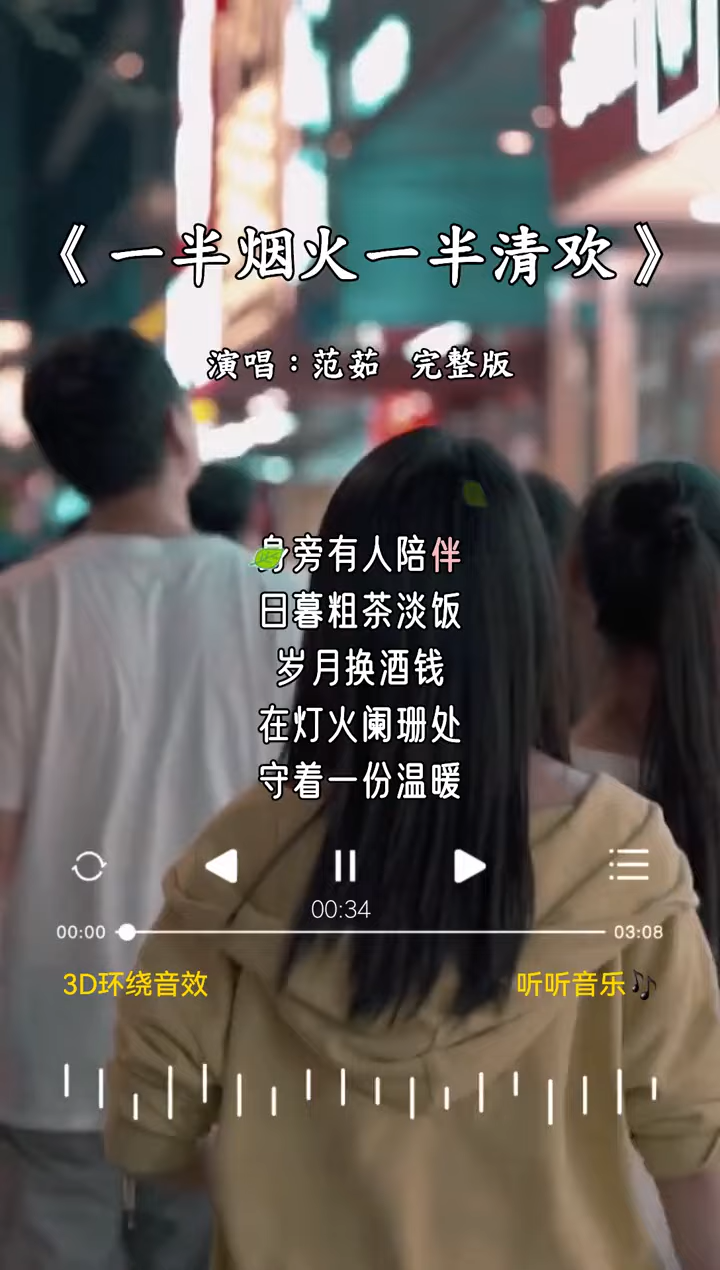 《一半烟火一半清欢》
演唱：范茹 完整版
身旁有人陪伴
日暮粗茶淡饭
岁月换酒钱
在灯火阑珊处
守着一份温暖
00:34
00:00 03:08
3D环绕音效 听听音乐🎶